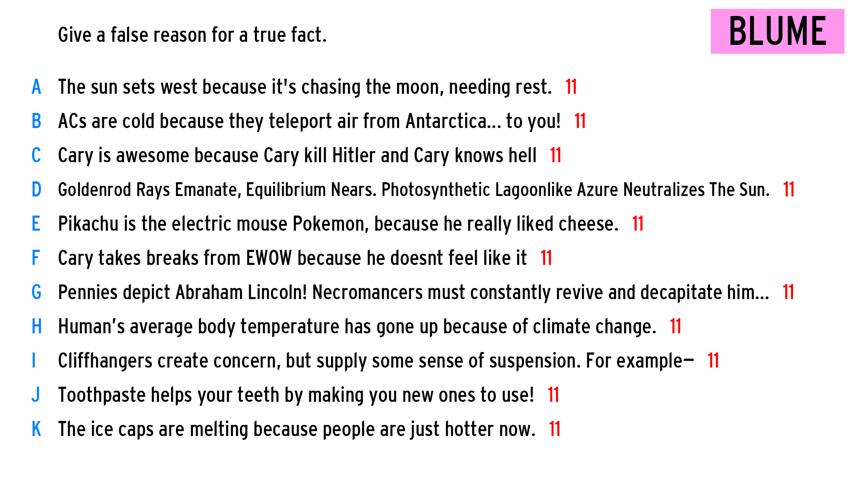 Give a false reason for a true fact.
BLUME
A The sun sets west because it's chasing the moon, needing rest. 11
B ACs are cold because they teleport air from Antarctica... to you! 11
C Cary is awesome because Cary kill Hitler and Cary knows hell 11
D Goldenrod Rays Emanate, Equilibrium Nears. Photosynthetic Lagoonlike Azure Neutralizes The Sun. 11
E Pikachu is the electric mouse Pokemon, because he really liked cheese. 11
F Cary takes breaks from EWOW because he doesnt feel like it 11
G Pennies depict Abraham Lincoln! Necromancers must constantly revive and decapitate him... 11
H Human’s average body temperature has gone up because of climate change. 11
I Cliffhangers create concern, but supply some sense of suspension. For example— 11
J Toothpaste helps your teeth by making you new ones to use! 11
K The ice caps are melting because people are just hotter now. 11